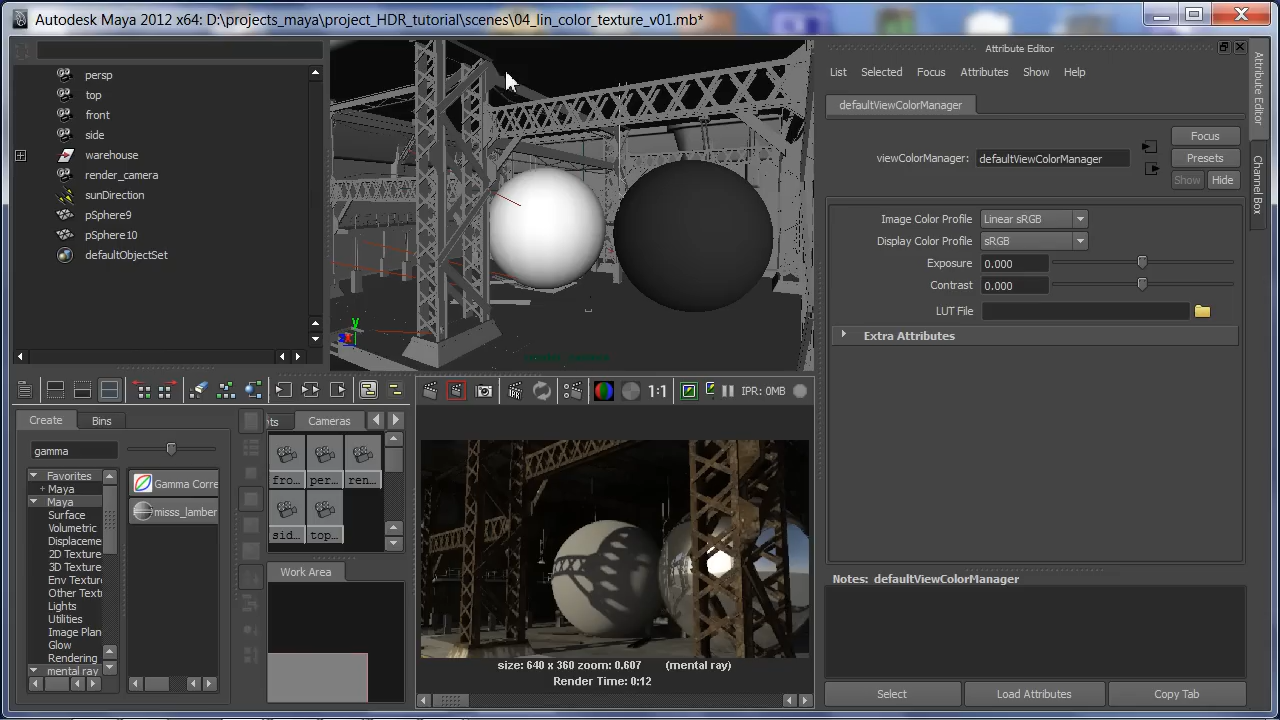 Autodesk Maya 2012 x64: D:\projects_maya\project_HDR_tutorial\scenes\04_lin_color_texture_v01.mb*
persp
top
front
side
warehouse
render_camera
sunDirection
pSphere9
pSphere10
defaultObjectSet
Attribute Editor
List Selected Focus Attributes Show Help
defaultViewColorManager
Focus
viewColorManager: defaultViewColorManager
Presets
Show Hide
Image Color Profile Linear sRGB
Display Color Profile sRGB
Exposure 0.000
Contrast 0.000
LUT File
Extra Attributes
Notes: defaultViewColorManager
Select Load Attributes Copy Tab
Attribute Editor
Channel Box
1:1 IPR: 0MB
Create Bins
gamma
Favorites
+ Maya
Maya
Surface
Volumetric
Displaceme
2D Texture
3D Texture
Env Texture
Other Text
Lights
Utilities
Image Plan
Glow
Rendering
mental ray
Gamma Corre
misss_lamber
ts Cameras
fro... per... ren...
sid... top...
Work Area
size: 640 x 360 zoom: 0.607 (mental ray)
Render Time: 0:12